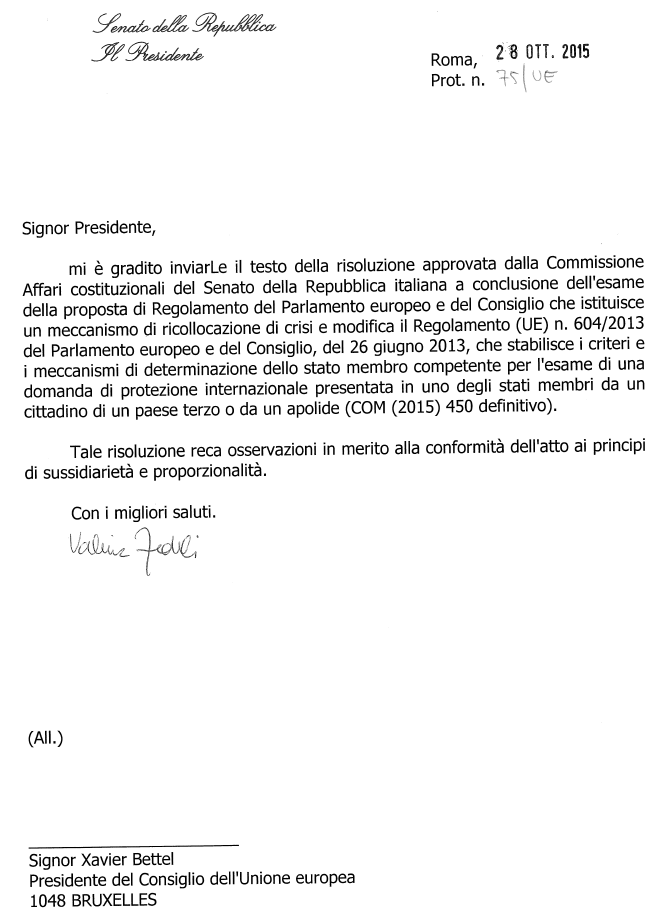 Senato della Repubblica
Il Presidente
Roma, 28 OTT. 2015
Prot. n. 75/UE
Signor Presidente,
mi è gradito inviarLe il testo della risoluzione approvata dalla Commissione
Affari costituzionali del Senato della Repubblica italiana a conclusione dell'esame
della proposta di Regolamento del Parlamento europeo e del Consiglio che istituisce
un meccanismo di ricollocazione di crisi e modifica il Regolamento (UE) n. 604/2013
del Parlamento europeo e del Consiglio, del 26 giugno 2013, che stabilisce i criteri e
i meccanismi di determinazione dello stato membro competente per l'esame di una
domanda di protezione internazionale presentata in uno degli stati membri da un
cittadino di un paese terzo o da un apolide (COM (2015) 450 definitivo).
Tale risoluzione reca osservazioni in merito alla conformità dell'atto ai principi
di sussidiarietà e proporzionalità.
Con i migliori saluti.
Valeria Fedeli
(All.)
Signor Xavier Bettel
Presidente del Consiglio dell'Unione europea
1048 BRUXELLES